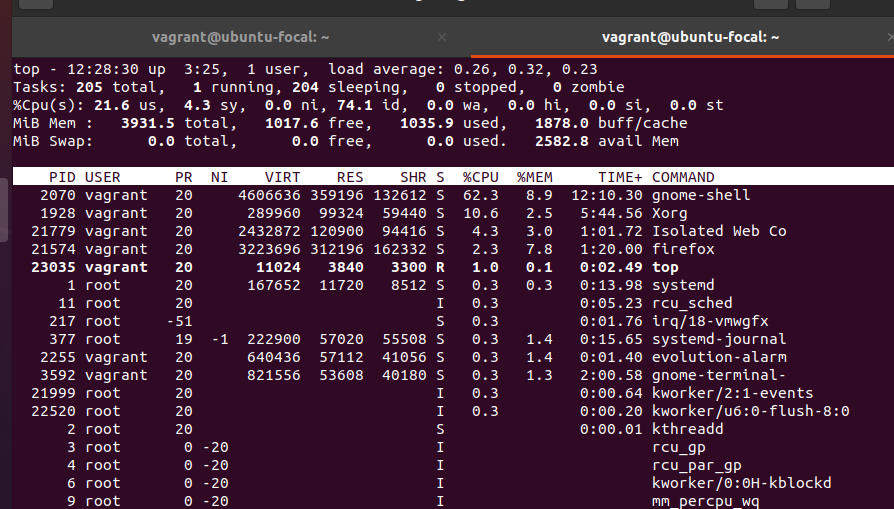 vagrant@ubuntu-focal: ~ × vagrant@ubuntu-focal: ~ ×
top - 12:28:30 up  3:25,  1 user,  load average: 0.26, 0.32, 0.23
Tasks: 205 total,   1 running, 204 sleeping,   0 stopped,   0 zombie
%Cpu(s): 21.6 us,  4.3 sy,  0.0 ni, 74.1 id,  0.0 wa,  0.0 hi,  0.0 si,  0.0 st
MiB Mem :   3931.5 total,   1017.6 free,   1035.9 used,   1878.0 buff/cache
MiB Swap:      0.0 total,      0.0 free,      0.0 used.   2582.8 avail Mem
PID USER      PR  NI    VIRT    RES    SHR S  %CPU  %MEM     TIME+ COMMAND
2070 vagrant   20     4606636 359196 132612 S  62.3   8.9  12:10.30 gnome-shell
1928 vagrant   20      289960  99324  59440 S  10.6   2.5   5:44.56 Xorg
21779 vagrant   20     2432872 120900  94416 S   4.3   3.0   1:01.72 Isolated Web Co
21574 vagrant   20     3223696 312196 162332 S   2.3   7.8   1:20.00 firefox
23035 vagrant   20       11024   3840   3300 R   1.0   0.1   0:02.49 top
1 root      20      167652  11720   8512 S   0.3   0.3   0:13.98 systemd
11 root      20                           I   0.3         0:05.23 rcu_sched
217 root     -51                           S   0.3         0:01.76 irq/18-vmwgfx
377 root      19  -1  222900  57020  55508 S   0.3   1.4   0:15.65 systemd-journal
2255 vagrant   20      640436  57112  41056 S   0.3   1.4   0:01.40 evolution-alarm
3592 vagrant   20      821556  53608  40180 S   0.3   1.3   2:00.58 gnome-terminal-
21999 root      20                           I   0.3         0:00.64 kworker/2:1-events
22520 root      20                           I   0.3         0:00.20 kworker/u6:0-flush-8:0
2 root      20                           S               0:00.01 kthreadd
3 root       0 -20                       I                       rcu_gp
4 root       0 -20                       I                       rcu_par_gp
6 root       0 -20                       I                       kworker/0:0H-kblockd
9 root       0 -20                       I                       mm_percpu_wq